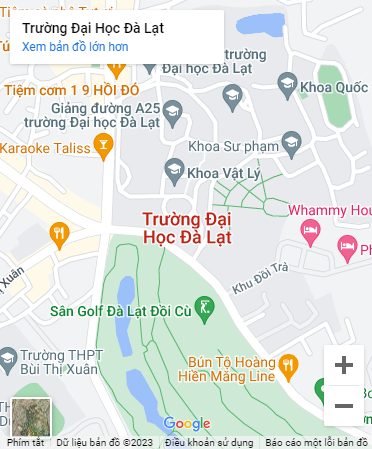 Trường Đại Học Đà Lạt
Xem bản đồ lớn hơn
trường
Đại học Đà Lạt
Tiệm cơm 1 9 HỒI ĐÓ
Khoa Quốc
Giảng đường A25
trường Đại học Đà Lạt
Karaoke Taliss
Khoa Sư phạm
Khoa Vật Lý
Trường Đại
Học Đà Lạt
Whammy Hou
Xuân
Khu Đồi Trà
Sân Golf Đà Lạt Đồi Cù
Trường THPT
Bùi Thị Xuân
Bún Tộ Hoàng
Hiền Măng Line
Google
Phím tắt
Dữ liệu bản đồ ©2023
Điều khoản sử dụng
Báo cáo một lỗi bản đồ